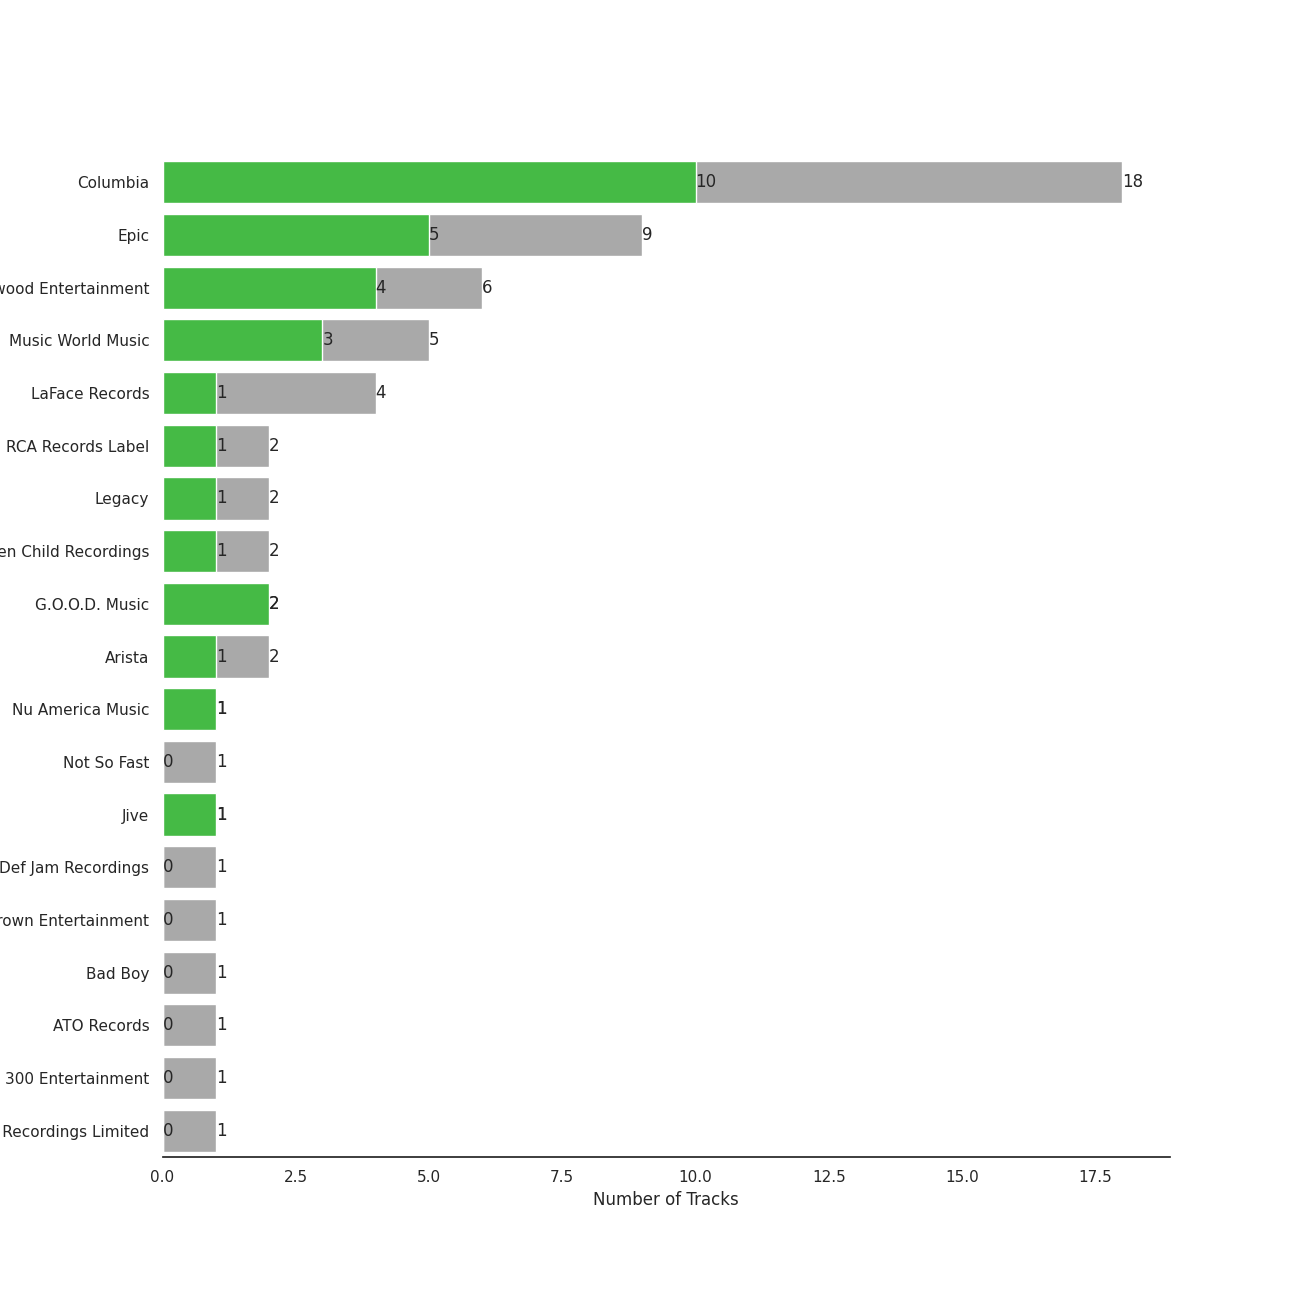 Columbia 10 18
Epic 5 9
Entertainment 4 6
Music World Music 3 5
LaFace Records 1 4
RCA Records Label 1 2
Legacy 1 2
Child Recordings 1 2
G.O.O.D. Music 2
Arista 1 2
Nu America Music 1
Not So Fast 0 1
Jive 1
Def Jam Recordings 0 1
Entertainment 0 1
Bad Boy 0 1
ATO Records 0 1
300 Entertainment 0 1
Recordings Limited 0 1
0.0 2.5 5.0 7.5 10.0 12.5 15.0 17.5
Number of Tracks